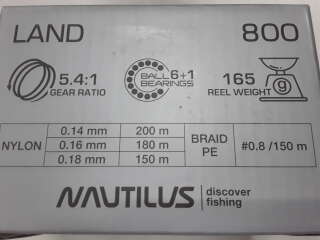 LAND 800
5.4:1 GEAR RATIO
BALL BEARINGS 6+1
165 REEL WEIGHT g
NYLON 0.14 mm 200 m BRAID PE #0.8 /150 m
0.16 mm 180 m
0.18 mm 150 m
NAUTILUS discover fishing